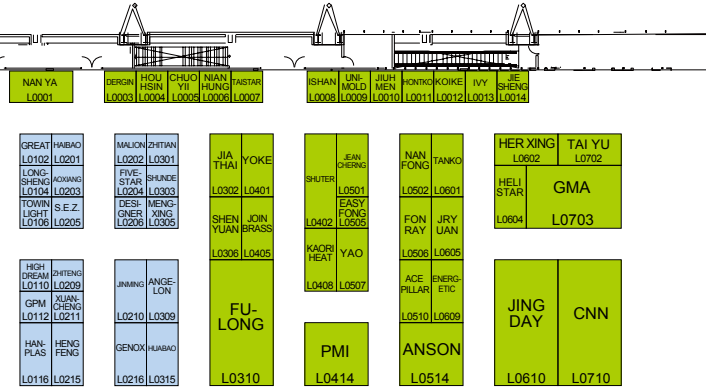 NAN YA
L0001
DERGIN
L0003
HOU
HSIN
L0004
CHUO
YII
L0005
NIAN
HUNG
L0006
TAISTAR
L0007
ISHAN
L0008
UNI-
MOLD
L0009
JIUH
MEN
L0010
HONTKO
L0011
KOIKE
L0012
IVY
L0013
JIE
SHENG
L0014
GREAT
L0102
HAIBAO
L0201
LONG-
SHENG
L0104
AOXIANG
L0203
TOWIN
LIGHT
L0106
S.E.Z.
L0205
MALION
L0202
ZHITIAN
L0301
FIVE-
STAR
L0204
SHUNDE
L0303
DESI-
GNER
L0206
MENG-
XING
L0305
JIA
THAI
L0302
YOKE
L0401
SHEN
YUAN
L0306
JOIN
BRASS
L0405
FU-
LONG
L0310
SHUTER
L0402
JEAN
CHERNG
L0501
EASY
FONG
L0505
KAORI
HEAT
L0408
YAO
L0507
PMI
L0414
NAN
FONG
L0502
TANKO
L0601
FON
RAY
L0506
JRY
UAN
L0605
ACE
PILLAR
L0510
ENERG-
ETIC
L0609
ANSON
L0514
HER XING
L0602
TAI YU
L0702
HELI
STAR
L0604
GMA
L0703
JING
DAY
L0610
CNN
L0710
HIGH
DREAM
L0110
ZHITENG
L0209
GPM
L0112
XUAN-
CHENG
L0211
HAN-
PLAS
L0116
HENG
FENG
L0215
JINMING
L0210
ANGE-
LON
L0309
GENOX
L0216
HUABAO
L0315